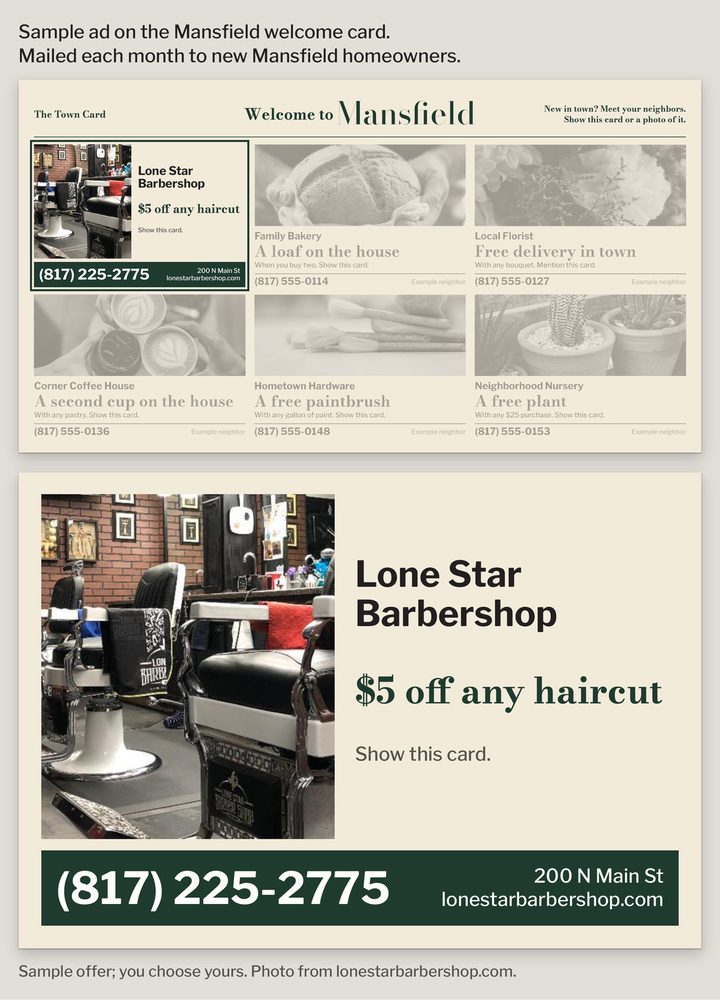 Sample ad on the Mansfield welcome card.
Mailed each month to new Mansfield homeowners.
The Town Card
Welcome to Mansfield
New in town? Meet your neighbors.
Show this card or a photo of it.
Lone Star
Barbershop
$5 off any haircut
Show this card.
(817) 225-2775
200 N Main St
lonestarbarbershop.com
Family Bakery
A loaf on the house
When you buy two. Show this card.
(817) 555-0114
Example neighbor
Local Florist
Free delivery in town
With any bouquet. Mention this card.
(817) 555-0127
Example neighbor
Corner Coffee House
A second cup on the house
With any pastry. Show this card.
(817) 555-0136
Example neighbor
Hometown Hardware
A free paintbrush
With any gallon of paint. Show this card.
(817) 555-0148
Example neighbor
Neighborhood Nursery
A free plant
With any $25 purchase. Show this card.
(817) 555-0153
Example neighbor
LONE STAR
Lone Star
Barbershop
$5 off any haircut
Show this card.
(817) 225-2775
200 N Main St
lonestarbarbershop.com
Sample offer; you choose yours. Photo from lonestarbarbershop.com.